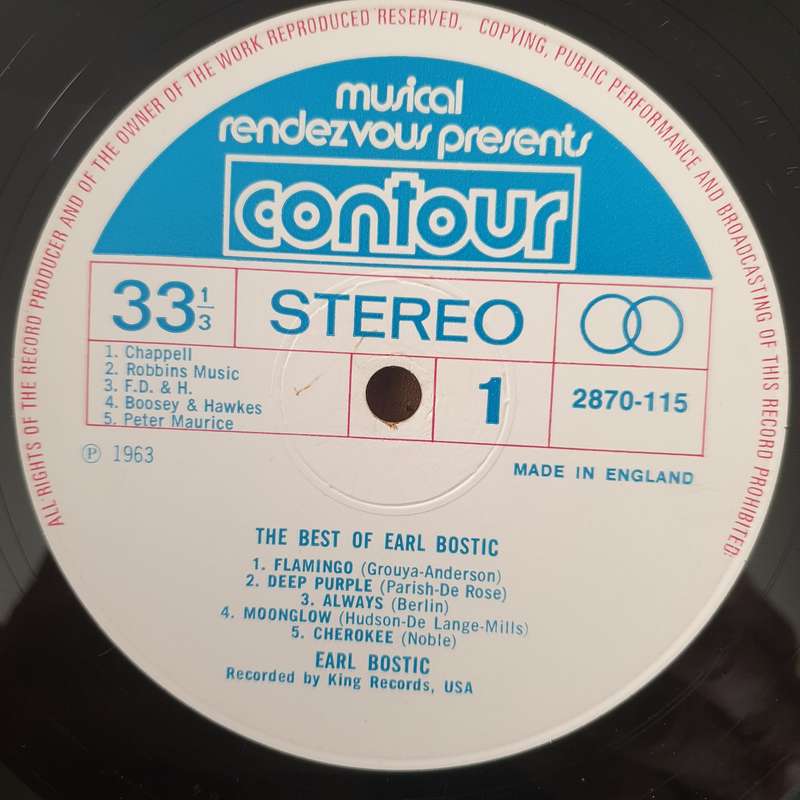 ALL RIGHTS OF THE RECORD PRODUCER AND OF THE OWNER OF THE WORK REPRODUCED RESERVED. COPYING, PUBLIC PERFORMANCE AND BROADCASTING OF THIS RECORD PROHIBITED.
musical
rendezvous presents
contour
33 1/3 STEREO
1. Chappell
2. Robbins Music
3. F.D. & H.
4. Boosey & Hawkes
5. Peter Maurice
1
2870-115
Ⓟ 1963
MADE IN ENGLAND
THE BEST OF EARL BOSTIC
1. FLAMINGO (Grouya-Anderson)
2. DEEP PURPLE (Parish-De Rose)
3. ALWAYS (Berlin)
4. MOONGLOW (Hudson-De Lange-Mills)
5. CHEROKEE (Noble)
EARL BOSTIC
Recorded by King Records, USA